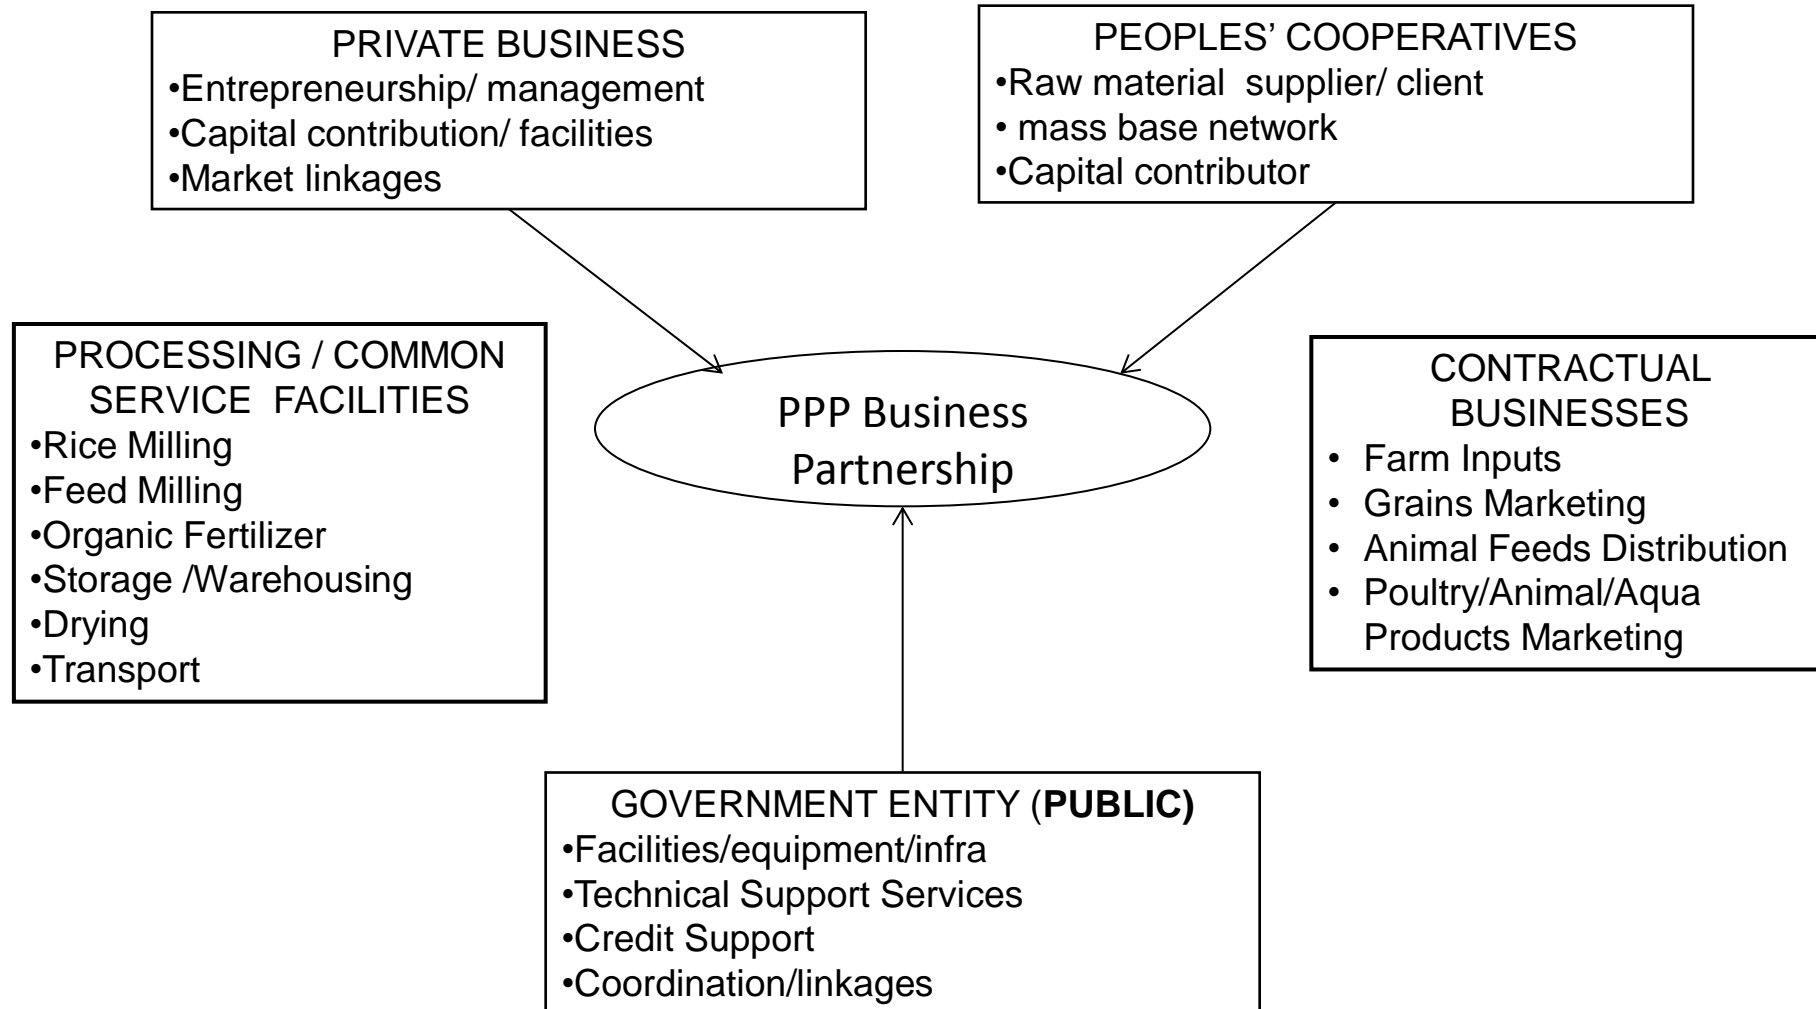 PRIVATE BUSINESS
•Entrepreneurship/ management
•Capital contribution/ facilities
•Market linkages
PEOPLES’ COOPERATIVES
•Raw material  supplier/ client
• mass base network
•Capital contributor
PROCESSING / COMMON
SERVICE  FACILITIES
•Rice Milling
•Feed Milling
•Organic Fertilizer
•Storage /Warehousing
•Drying
•Transport
PPP Business
Partnership
CONTRACTUAL
BUSINESSES
• Farm Inputs
• Grains Marketing
• Animal Feeds Distribution
• Poultry/Animal/Aqua
Products Marketing
GOVERNMENT ENTITY (PUBLIC)
•Facilities/equipment/infra
•Technical Support Services
•Credit Support
•Coordination/linkages